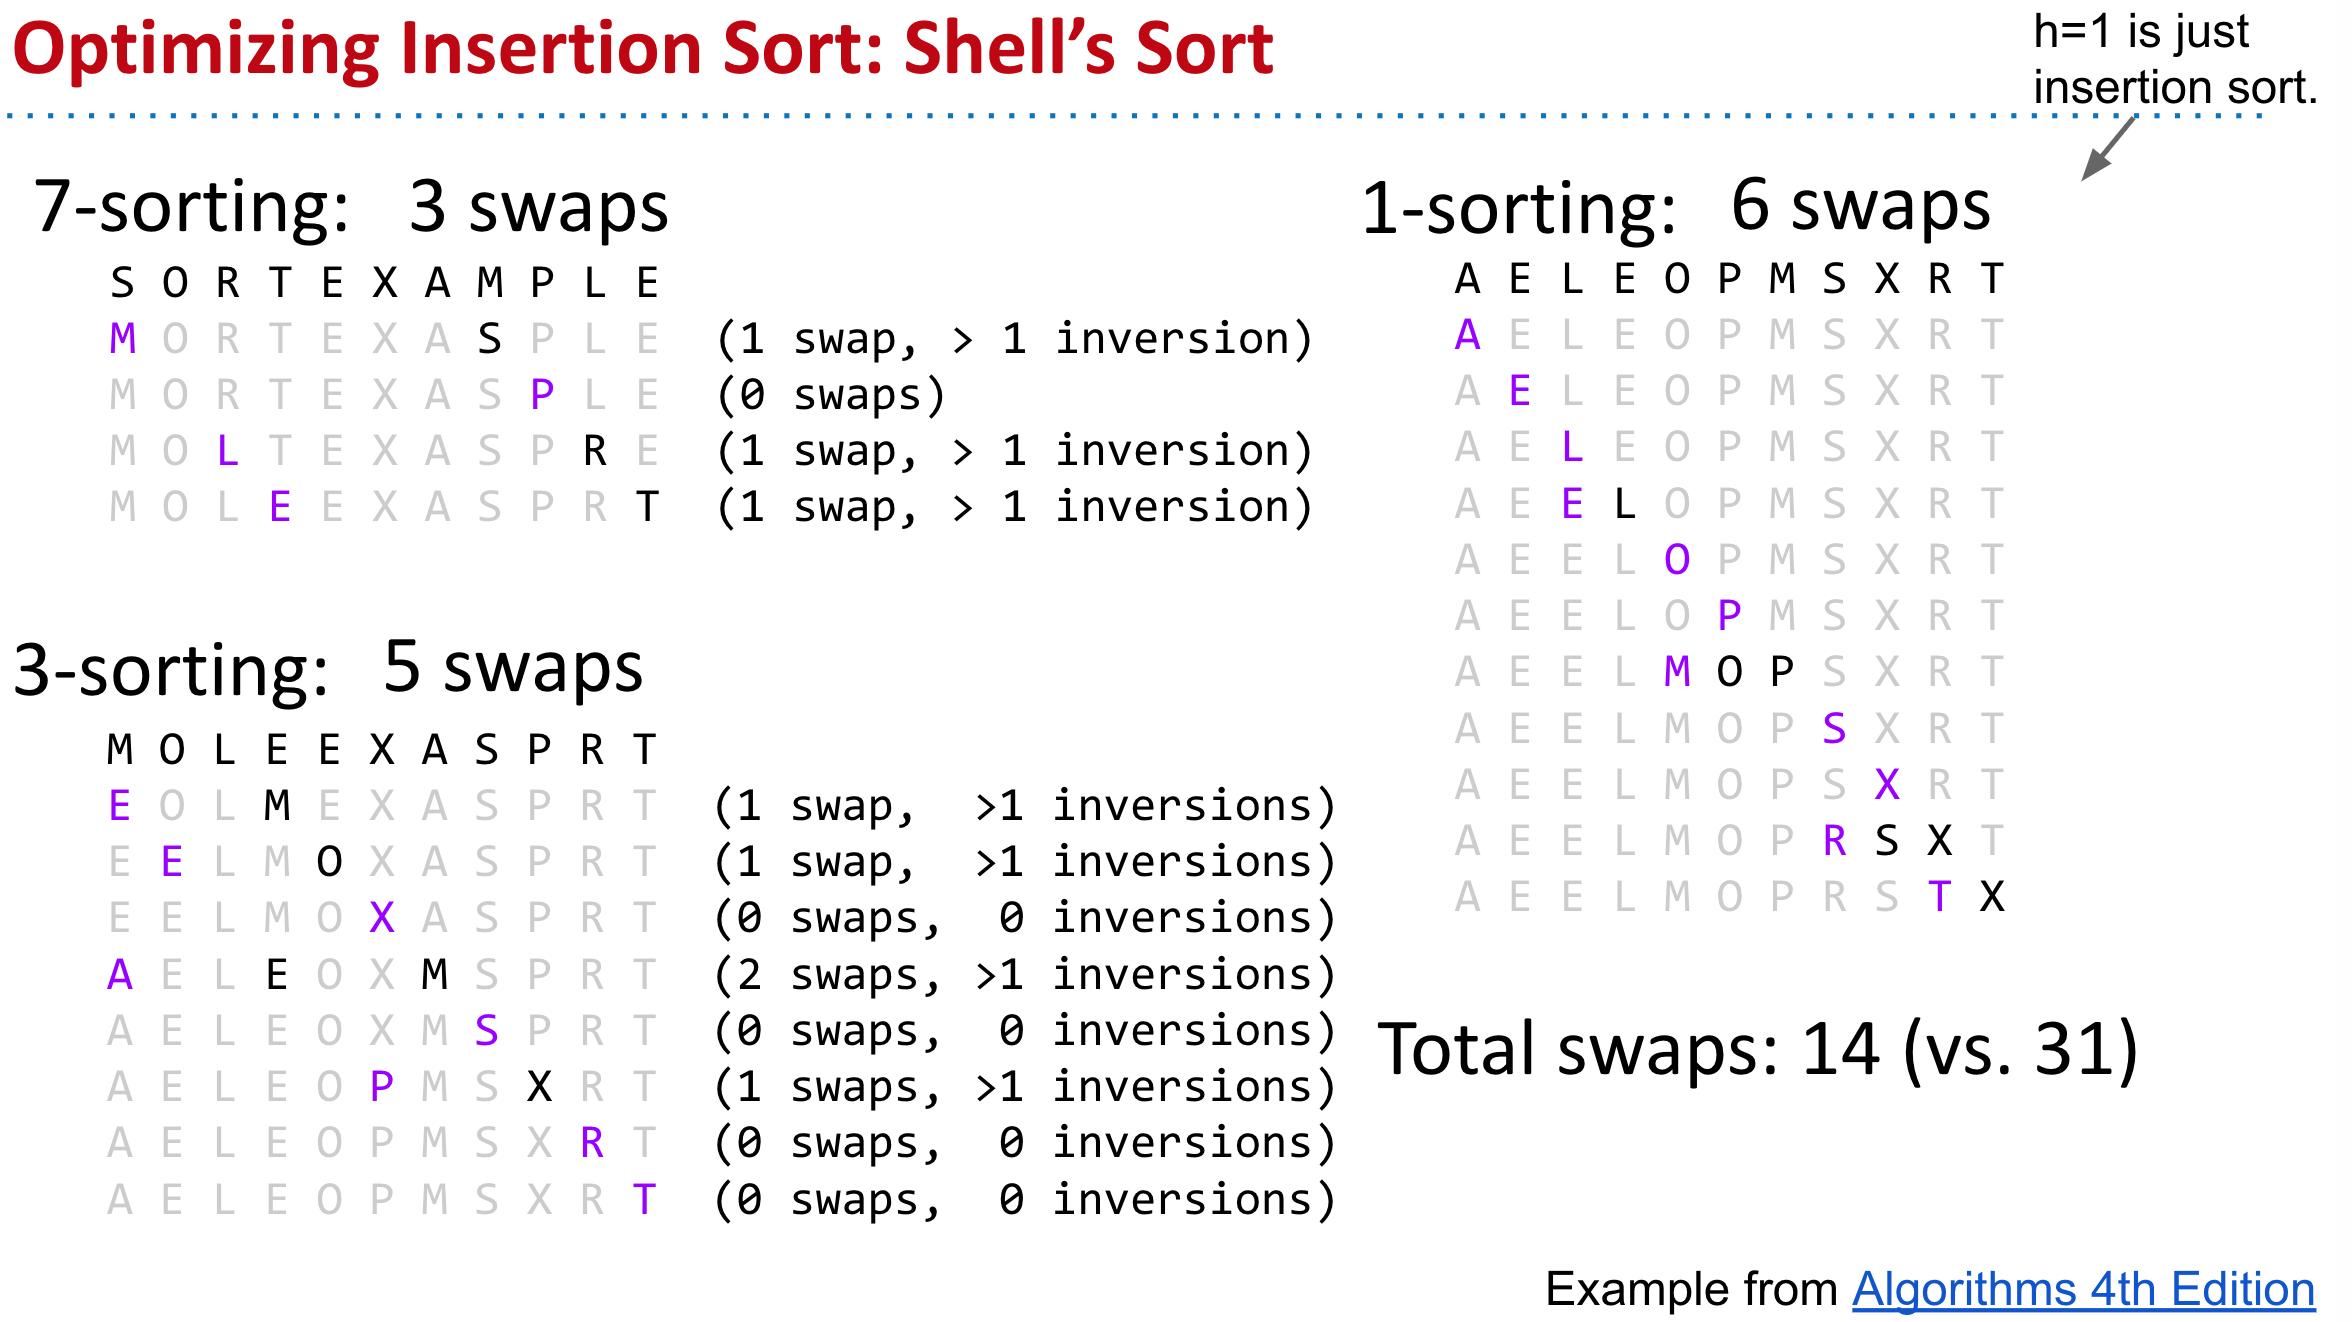 Optimizing Insertion Sort: Shell’s Sort
h=1 is just
insertion sort.
7-sorting: 3 swaps
S O R T E X A M P L E
M O R T E X A S P L E (1 swap, > 1 inversion)
M O R T E X A S P L E (0 swaps)
M O L T E X A S P R E (1 swap, > 1 inversion)
M O L E E X A S P R T (1 swap, > 1 inversion)
3-sorting: 5 swaps
M O L E E X A S P R T
E O L M E X A S P R T (1 swap, >1 inversions)
E E L M O X A S P R T (1 swap, >1 inversions)
E E L M O X A S P R T (0 swaps, 0 inversions)
A E L E O X M S P R T (2 swaps, >1 inversions)
A E L E O X M S P R T (0 swaps, 0 inversions)
A E L E O P M S X R T (1 swaps, >1 inversions)
A E L E O P M S X R T (0 swaps, 0 inversions)
A E L E O P M S X R T (0 swaps, 0 inversions)
1-sorting: 6 swaps
A E L E O P M S X R T
A E L E O P M S X R T
A E L E O P M S X R T
A E L E O P M S X R T
A E E L O P M S X R T
A E E L O P M S X R T
A E E L O P M S X R T
A E E L M O P S X R T
A E E L M O P S X R T
A E E L M O P S X R T
A E E L M O P R S X T
A E E L M O P R S T X
Total swaps: 14 (vs. 31)
Example from Algorithms 4th Edition